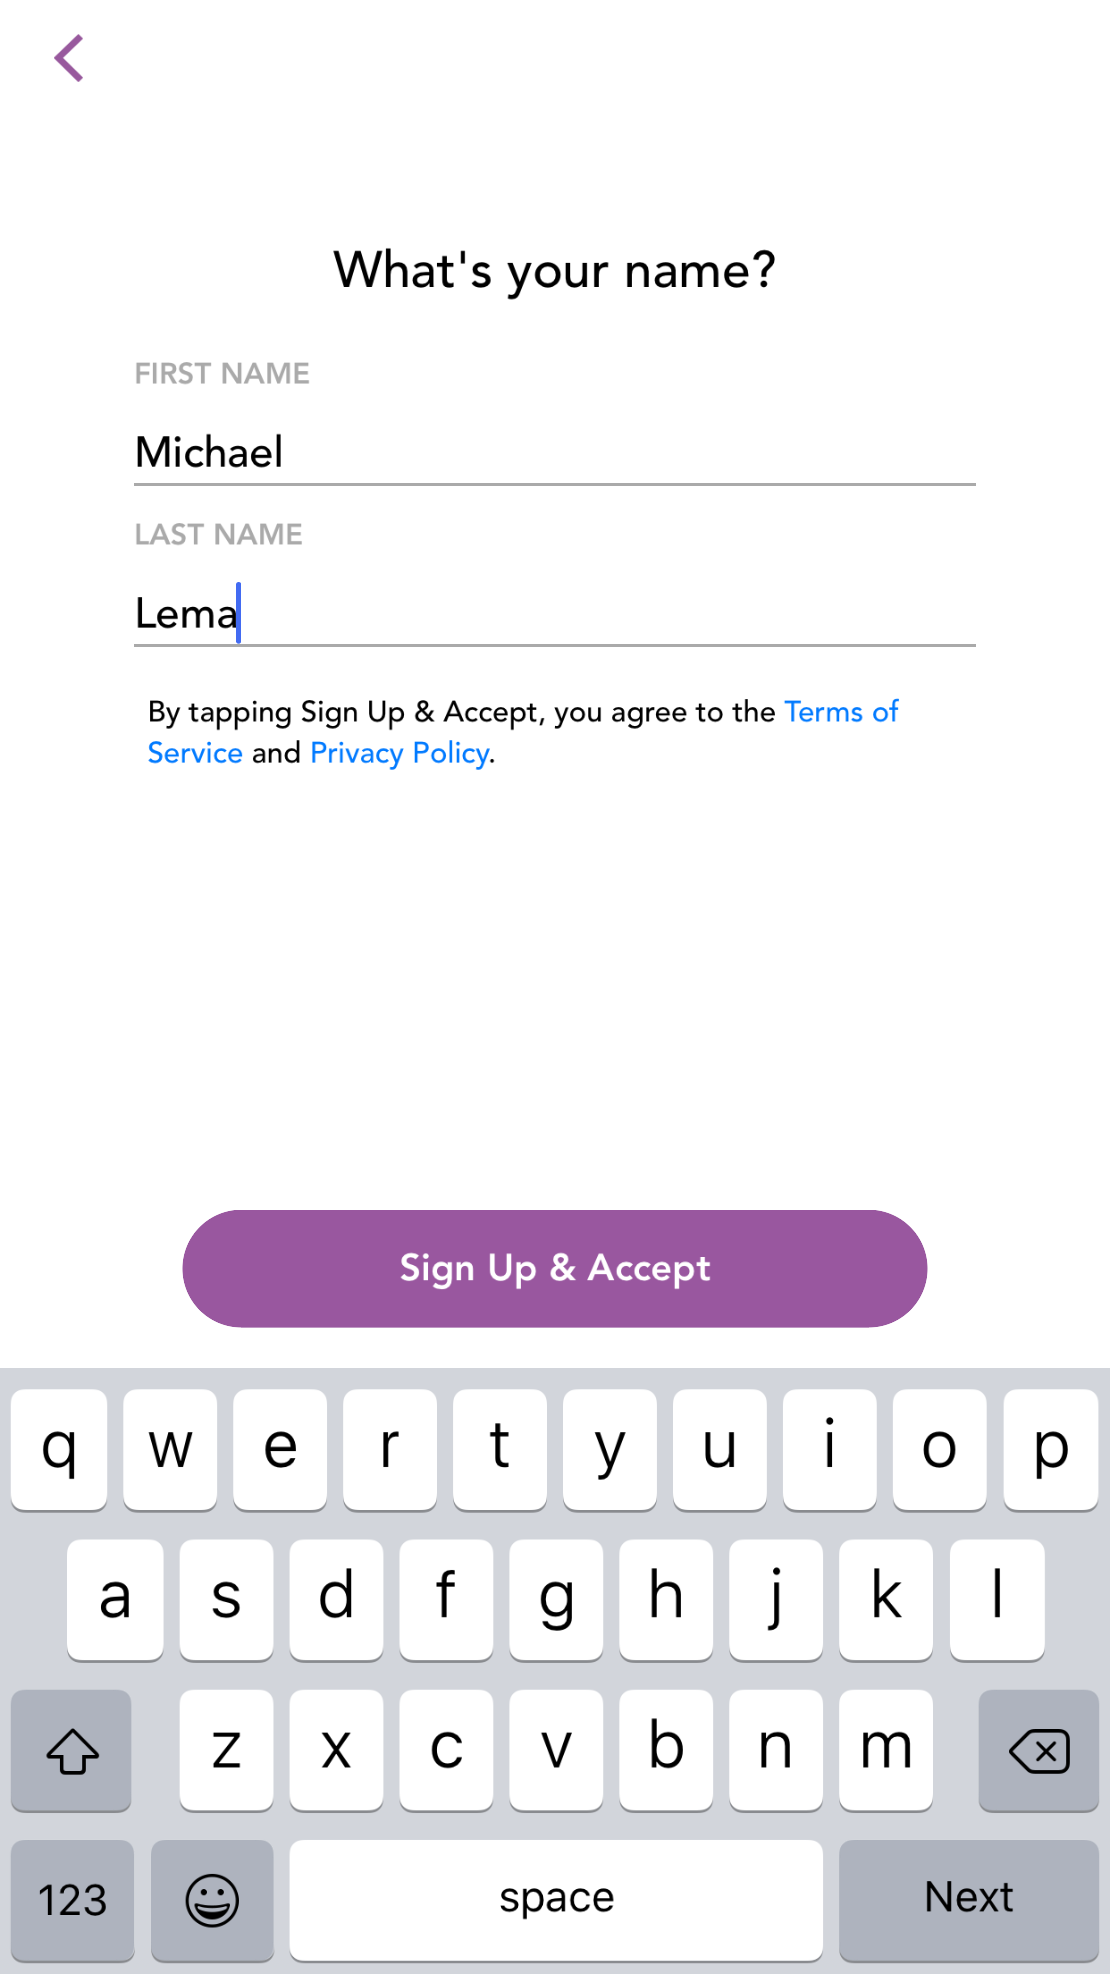 What's your name?
FIRST NAME
Michael
LAST NAME
Lema
By tapping Sign Up & Accept, you agree to the Terms of
Service and Privacy Policy.
Sign Up & Accept
q w e r t y u i o p
a s d f g h j k l
z x c v b n m
123 space Next